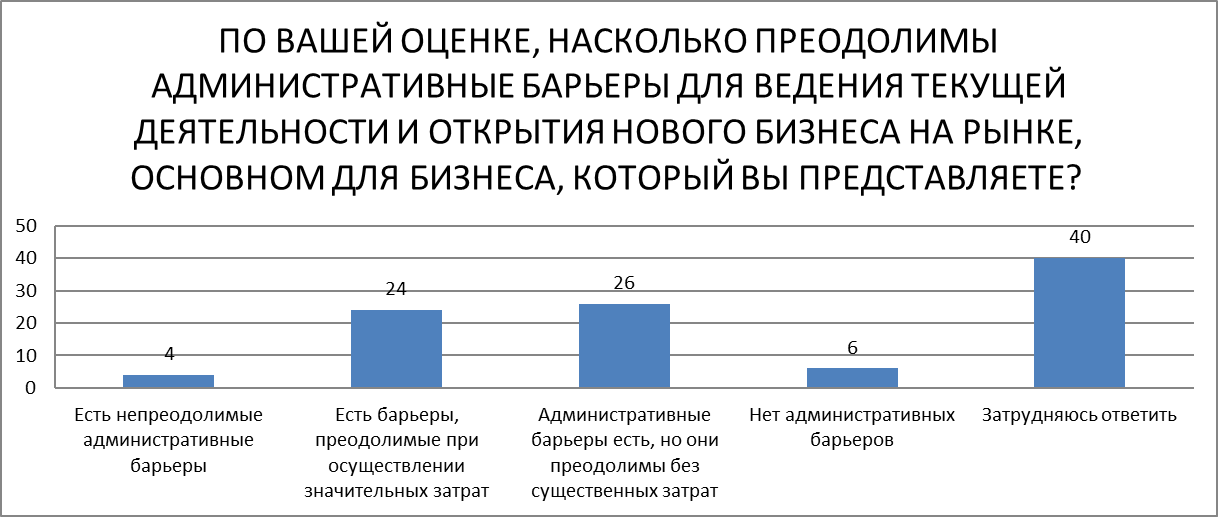 ПО ВАШЕЙ ОЦЕНКЕ, НАСКОЛЬКО ПРЕОДОЛИМЫ
АДМИНИСТРАТИВНЫЕ БАРЬЕРЫ ДЛЯ ВЕДЕНИЯ ТЕКУЩЕЙ
ДЕЯТЕЛЬНОСТИ И ОТКРЫТИЯ НОВОГО БИЗНЕСА НА РЫНКЕ,
ОСНОВНОМ ДЛЯ БИЗНЕСА, КОТОРЫЙ ВЫ ПРЕДСТАВЛЯЕТЕ?
50
40
30
20
10
0
4
24
26
6
40
Есть непреодолимые
административные
барьеры
Есть барьеры,
преодолимые при
осуществлении
значительных затрат
Административные
барьеры есть, но они
преодолимы без
существенных затрат
Нет административных
барьеров
Затрудняюсь ответить